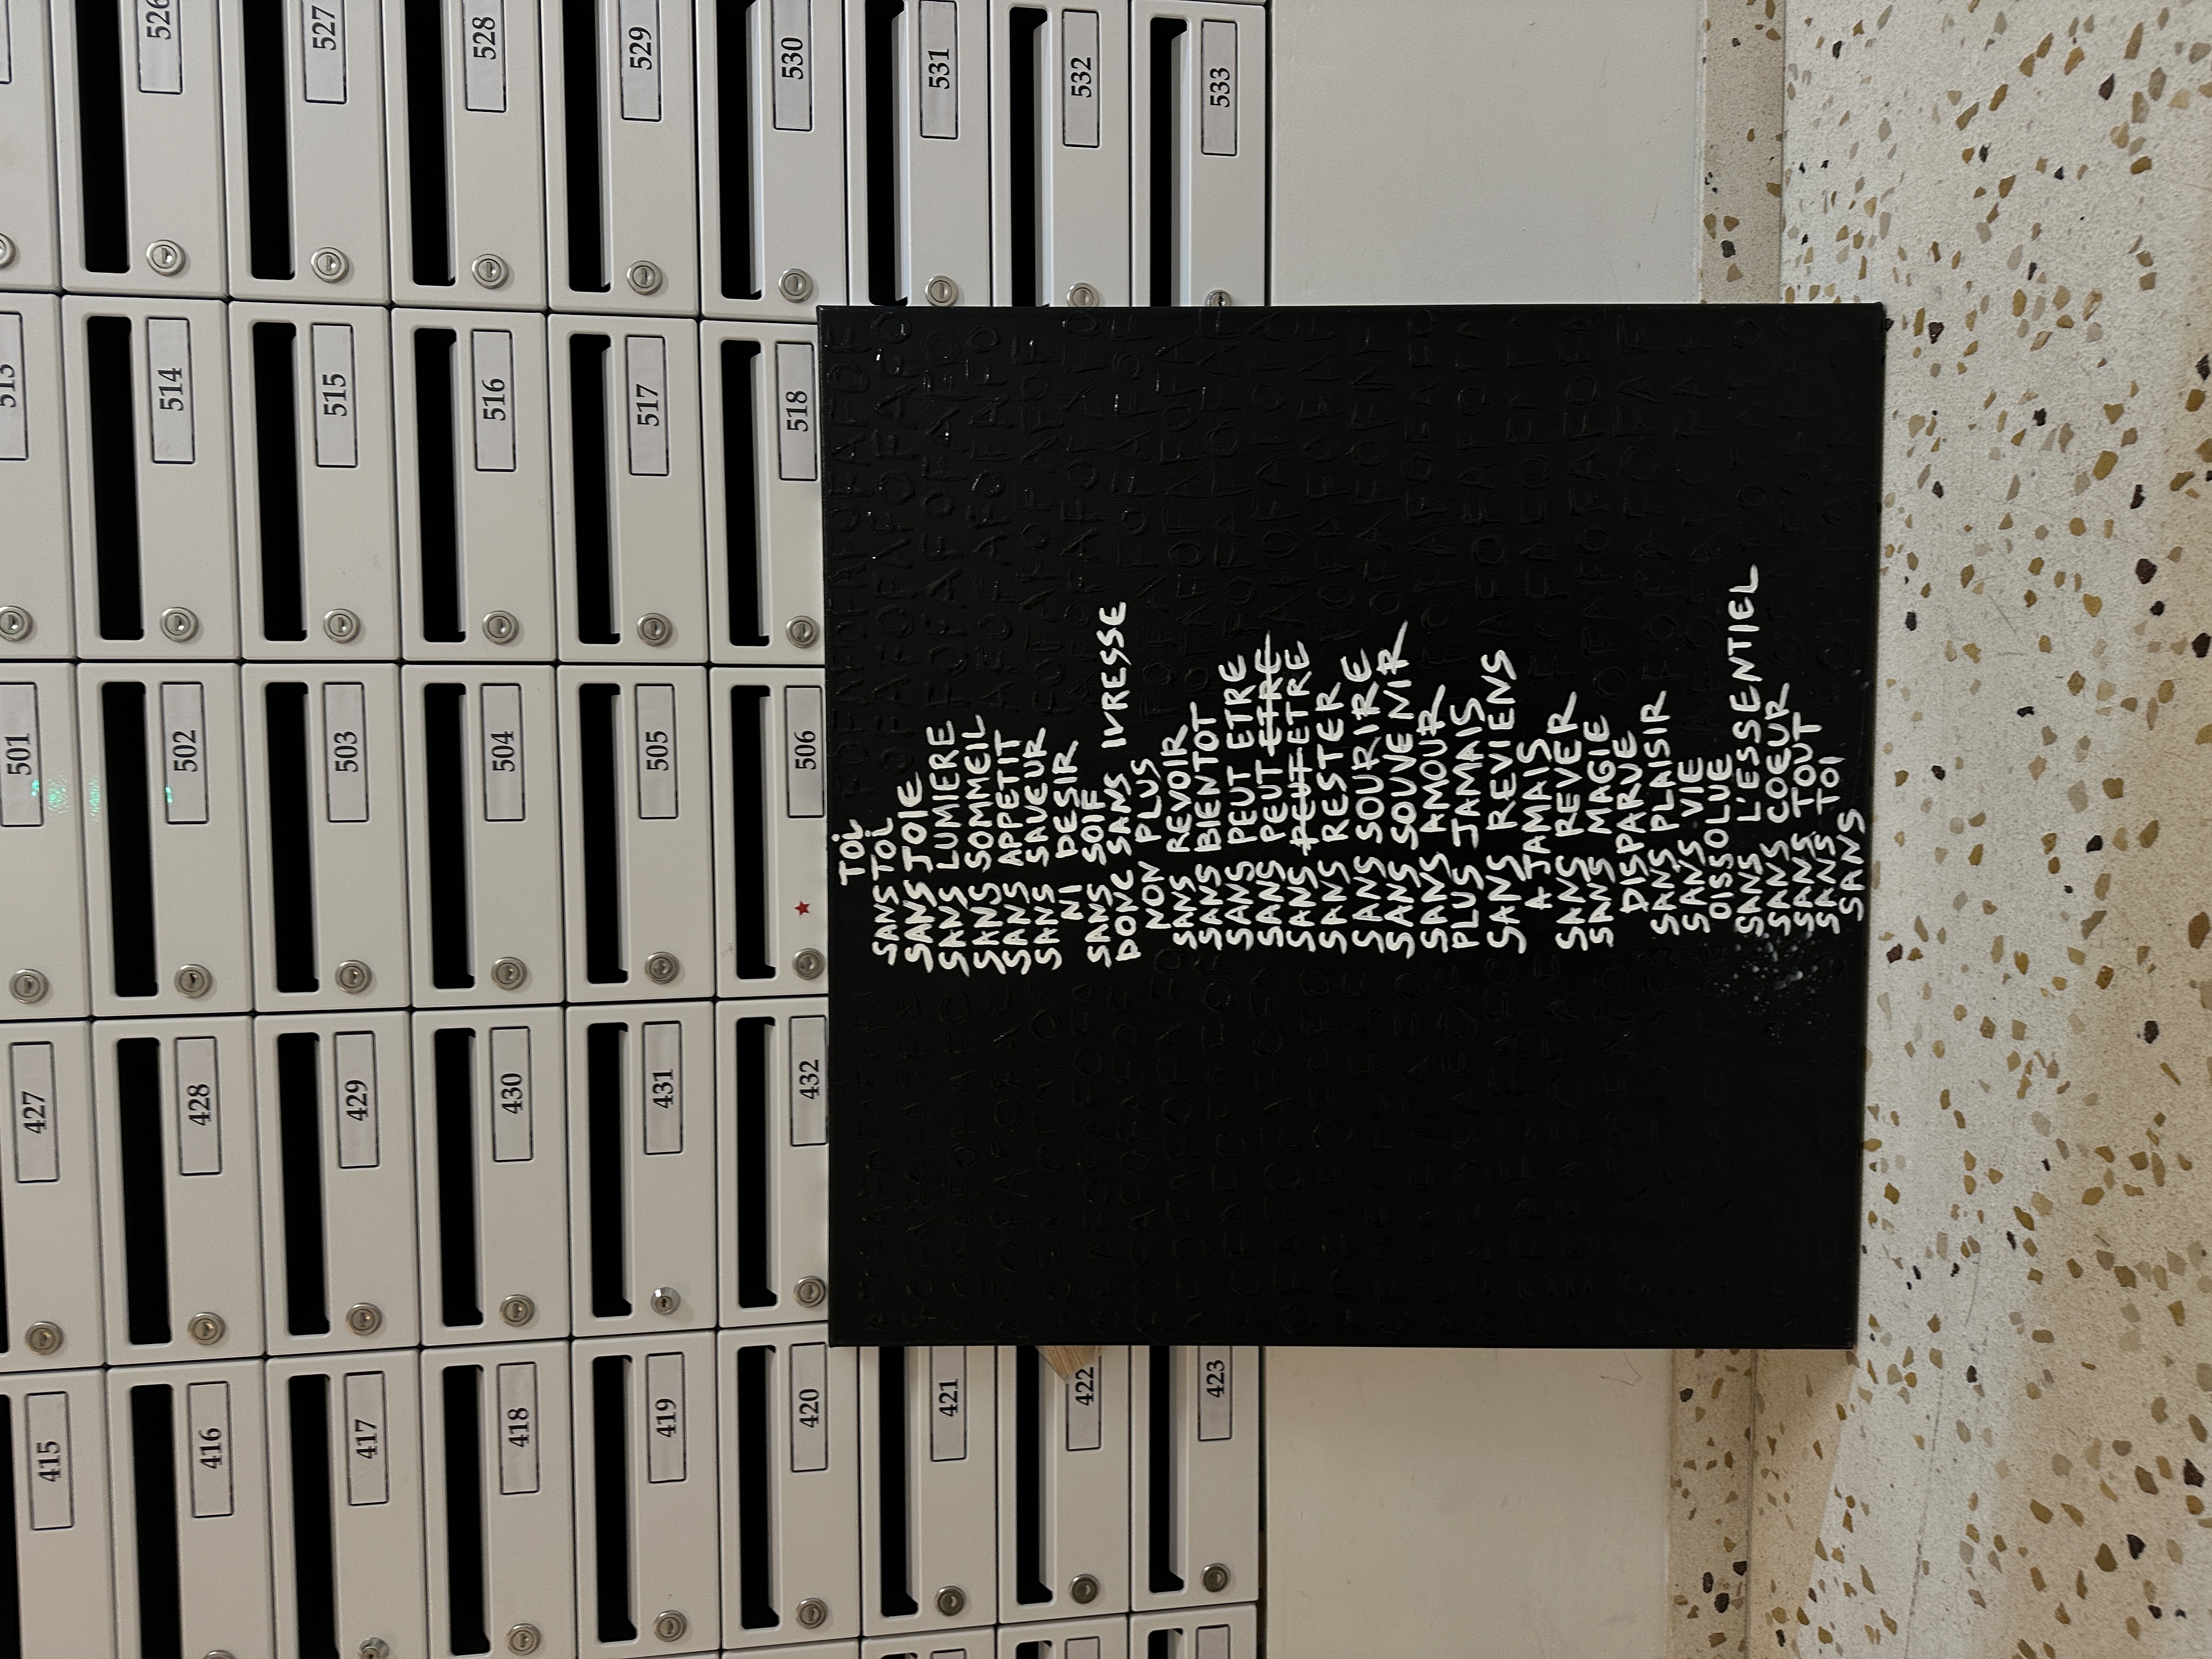 415 427 501 513
416 428 502 514 526
417 429 503 515 527
418 430 504 516 528
419 431 505 517 529
420 432 506 518 530
421 531
422 532
423 533
TOi
SANS TOi
SANS JOIE
SANS LUMIERE
SANS SOMMEIL
SANS APPETIT
SANS SAVEUR
NI DESIR
SANS SOIF
DONC SANS IVRESSE
NON PLUS
SANS REVOIR
SANS BIENTOT
SANS PEUT ETRE
SANS PEUT ETRE
SANS PEUT ETRE
SANS RESTER
SANS SOURIRE
SANS SOUVENIR
SANS AMOUR
PLUS JAMAIS
SANS REVIENS
A JAMAIS
SANS REVER
SANS MAGIE
DISPARUE
SANS PLAISIR
SANS VIE
DISSOLUE
SANS L'ESSENTIEL
SANS COEUR
SANS TOUT
SANS TOI
SANS